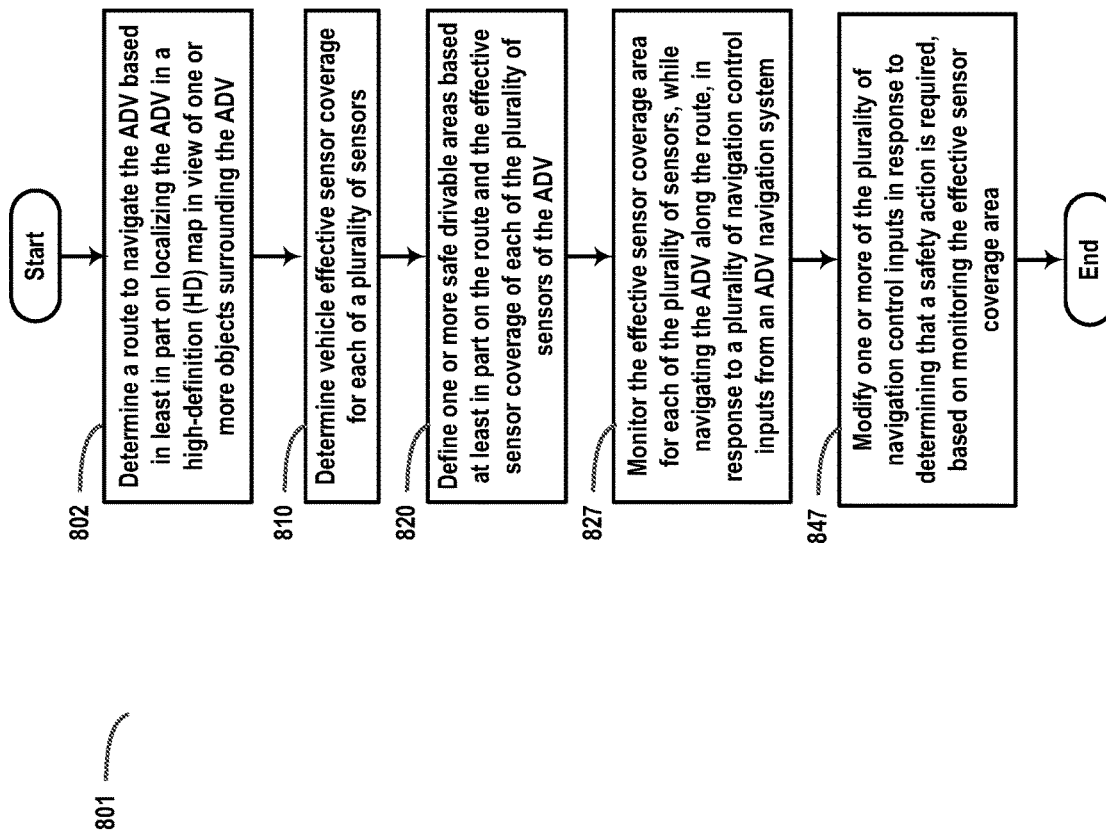 801
Start
802
Determine a route to navigate the ADV based
in least in part on localizing the ADV in a
high-definition (HD) map in view of one or
more objects surrounding the ADV
810
Determine vehicle effective sensor coverage
for each of a plurality of sensors
820
Define one or more safe drivable areas based
at least in part on the route and the effective
sensor coverage of each of the plurality of
sensors of the ADV
827
Monitor the effective sensor coverage area
for each of the plurality of sensors, while
navigating the ADV along the route, in
response to a plurality of navigation control
inputs from an ADV navigation system
847
Modify one or more of the plurality of
navigation control inputs in response to
determining that a safety action is required,
based on monitoring the effective sensor
coverage area
End